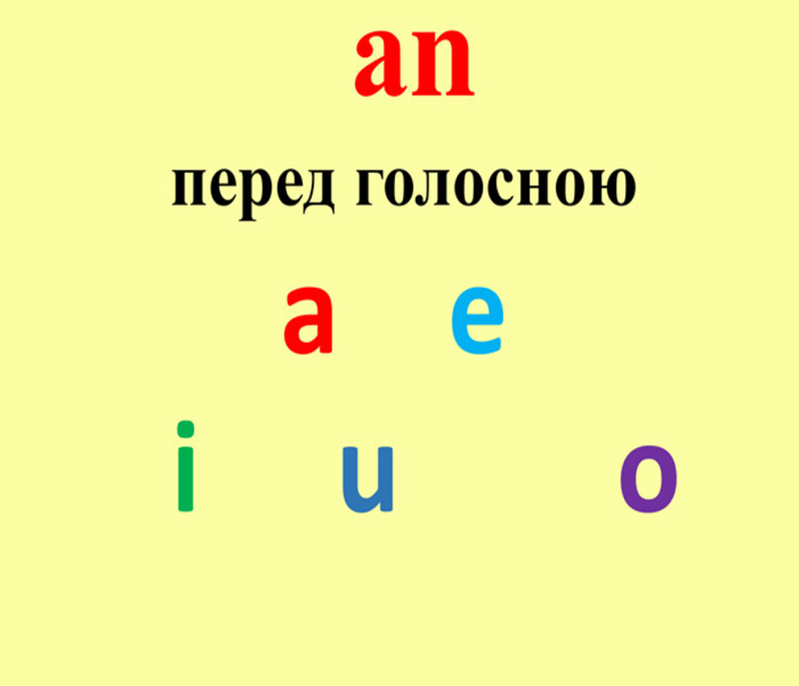 an
перед голосною
a e
i u o